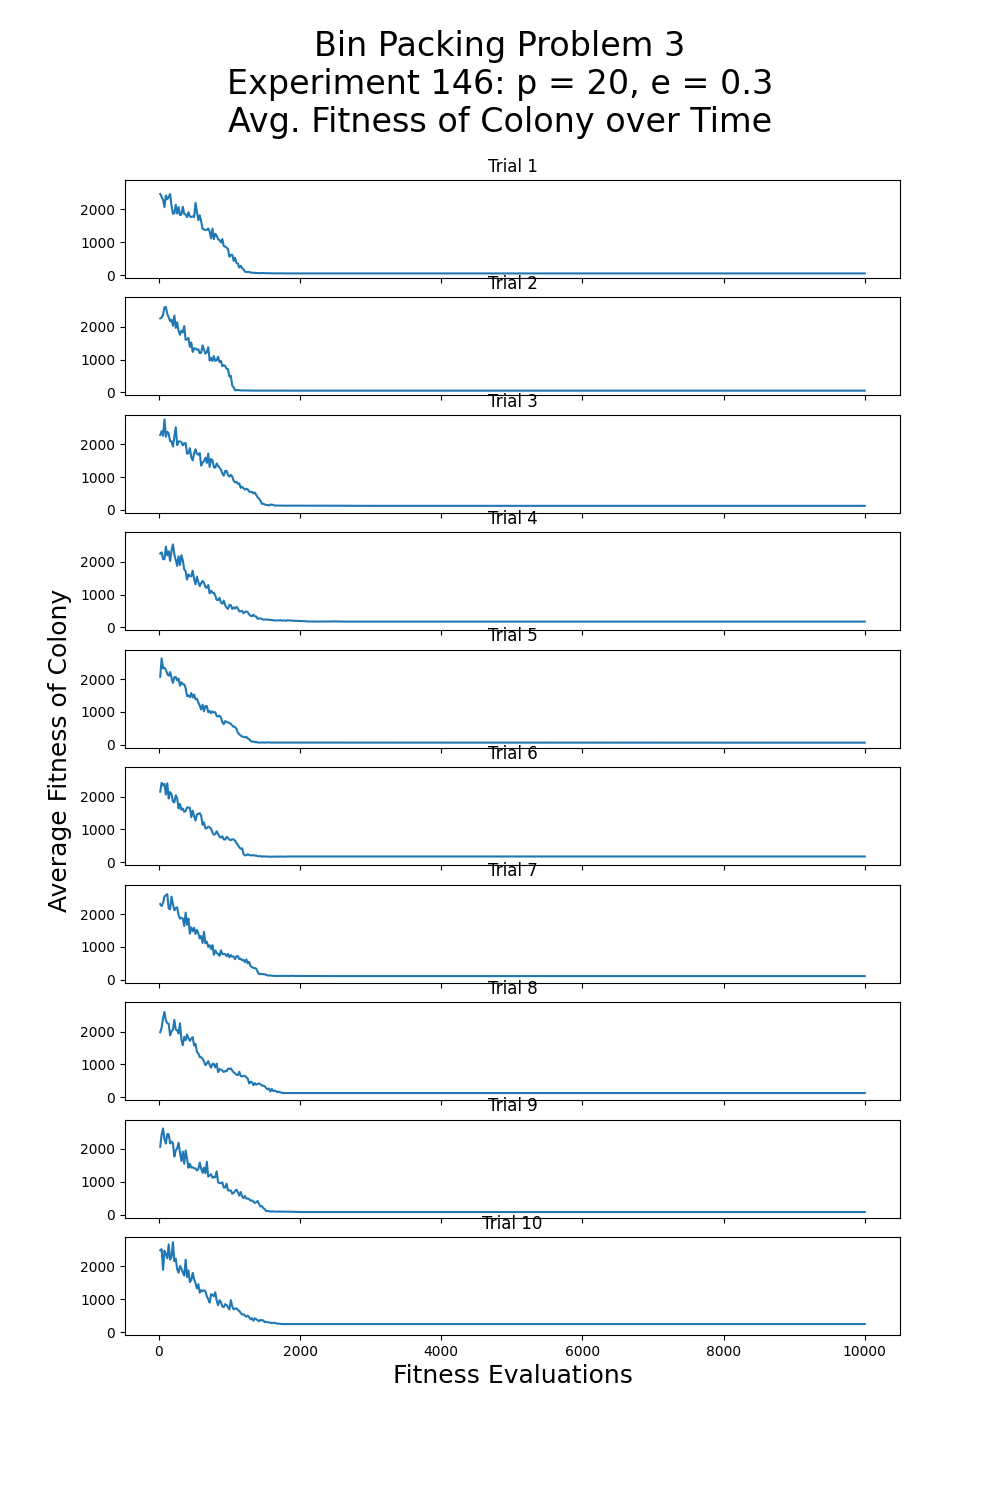 Bin Packing Problem 3
Experiment 146: p = 20, e = 0.3
Avg. Fitness of Colony over Time
Trial 1
2000
1000
0
Trial 2
2000
1000
0
Trial 3
2000
1000
0
Trial 4
2000
1000
0
Trial 5
2000
1000
0
Trial 6
2000
1000
0
Trial 7
2000
1000
0
Trial 8
2000
1000
0
Trial 9
2000
1000
0
Trial 10
2000
1000
0
0 2000 4000 6000 8000 10000
Fitness Evaluations
Average Fitness of Colony